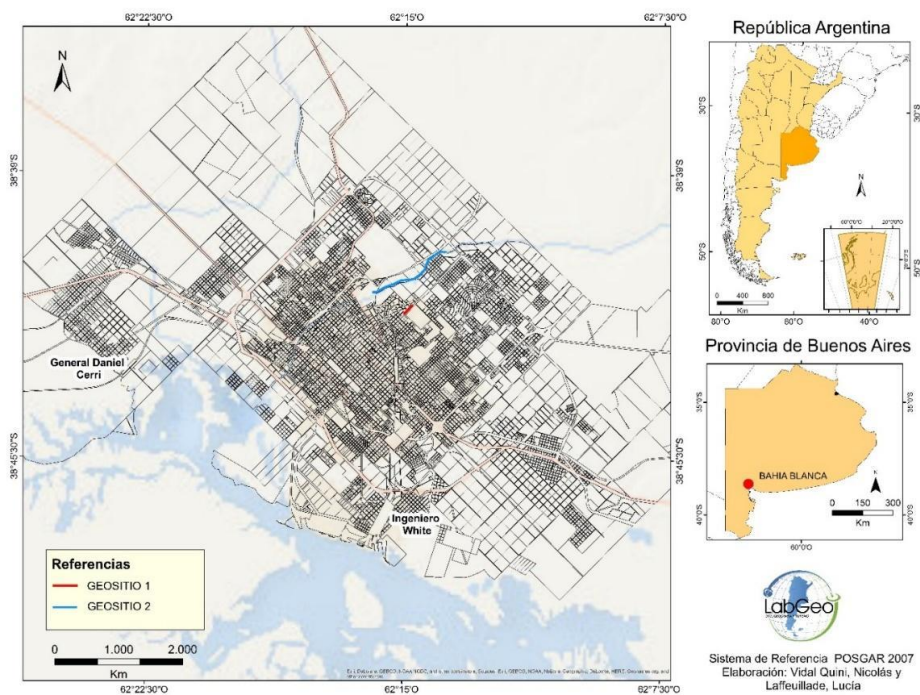 62°22'30"O
62°15'O
62°7'30"O
N
38°39'S
38°39'S
General Daniel
Cerri
38°45'30"S
38°45'30"S
Ingeniero
White
Referencias
GEOSITIO 1
GEOSITIO 2
0 1.000 2.000
Km
62°22'30"O
62°15'O
62°7'30"O
República Argentina
30°S
30°S
N
50°S
50°S
0 400 800
Km
80°O
60°O
40°O
Provincia de Buenos Aires
35°S
35°S
BAHIA BLANCA
N
0 150 300
Km
40°S
40°S
60°O
LabGeo
Sistema de Referencia POSGAR 2007
Elaboración: Vidal Quini, Nicolás y
Laffeuillade, Lucía